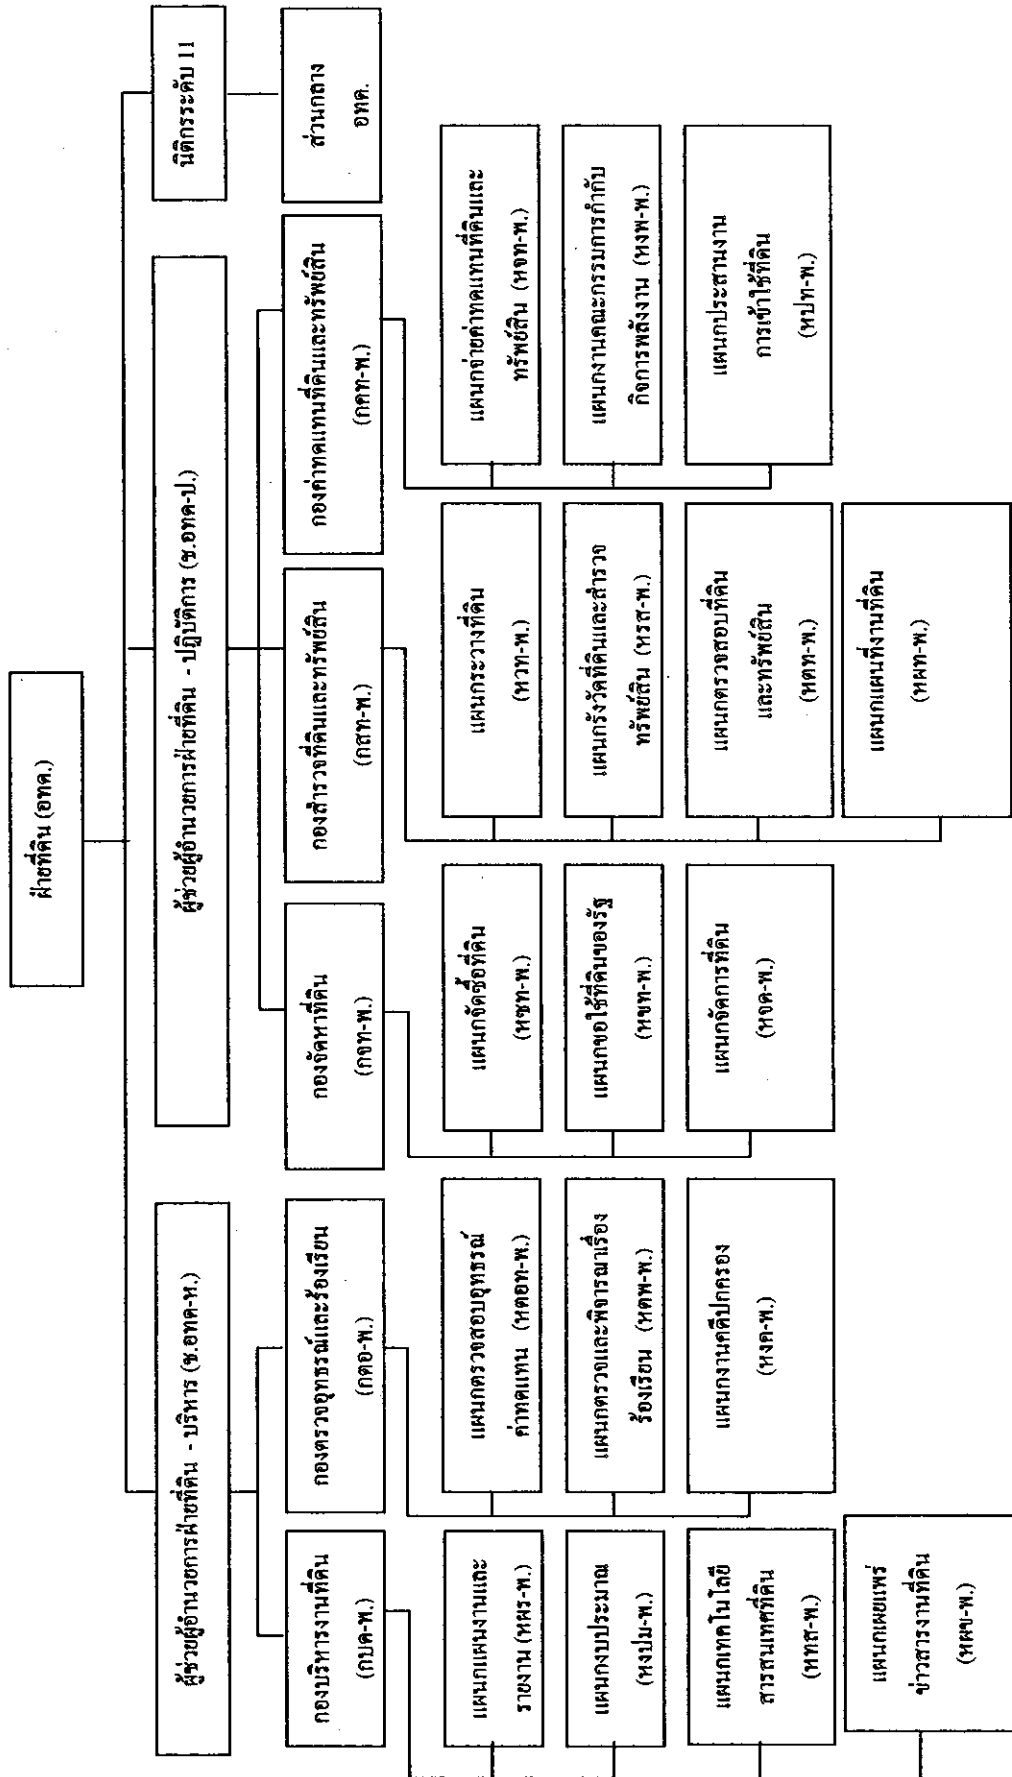 ฝ่ายที่ดิน (อทค.)
ผู้ช่วยผู้อำนวยการฝ่ายที่ดิน - บริหาร (ช.อทค-ห.)
ผู้ช่วยผู้อำนวยการฝ่ายที่ดิน - ปฏิบัติการ (ช.อทค-ป.)
นิติกรระดับ 11
กองบริหารงานที่ดิน
(กบค-พ.)
กองตรวจอุทธรณ์และร้องเรียน
(กตอ-พ.)
กองจัดหาที่ดิน
(กจท-พ.)
กองสำรวจที่ดินและทรัพย์สิน
(กสท-พ.)
กองค่าทดแทนที่ดินและทรัพย์สิน
(กคท-พ.)
ส่วนกลาง
อทค.
แผนกแผนงานและ
รายงาน (หผร-พ.)
แผนกงบประมาณ
(หงปม-พ.)
แผนกเทคโนโลยี
สารสนเทศที่ดิน
(หทส-พ.)
แผนกเผยแพร่
ข่าวสารงานที่ดิน
(หผข-พ.)
แผนกตรวจสอบอุทธรณ์
ค่าทดแทน (หตอท-พ.)
แผนกตรวจและพิจารณาเรื่อง
ร้องเรียน (หตพ-พ.)
แผนกงานคดีปกครอง
(หงค-พ.)
แผนกจัดซื้อที่ดิน
(หซท-พ.)
แผนกขอใช้ที่ดินของรัฐ
(หขท-พ.)
แผนกจัดการที่ดิน
(หจค-พ.)
แผนกระวางที่ดิน
(หวท-พ.)
แผนกรังวัดที่ดินและสำรวจ
ทรัพย์สิน (หรส-พ.)
แผนกตรวจสอบที่ดิน
และทรัพย์สิน
(หตท-พ.)
แผนกแผนที่งานที่ดิน
(หผท-พ.)
แผนกจ่ายค่าทดแทนที่ดินและ
ทรัพย์สิน (หจท-พ.)
แผนกงานคณะกรรมการกำกับ
กิจการพลังงาน (หงพ-พ.)
แผนกประสานงาน
การเข้าใช้ที่ดิน
(หปท-พ.)